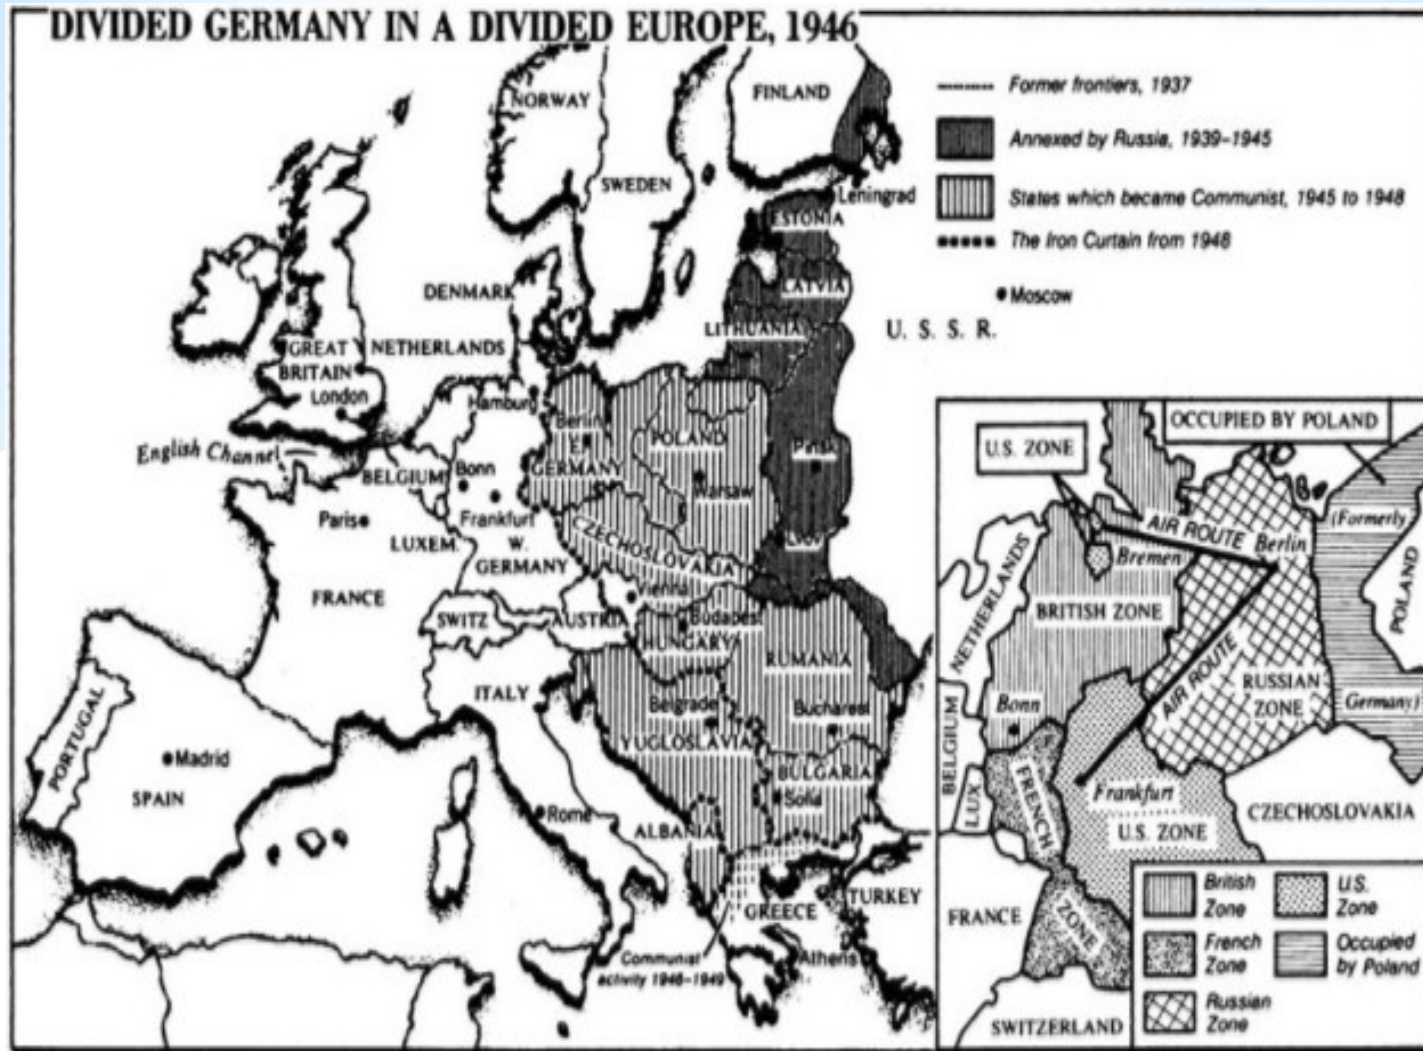 DIVIDED GERMANY IN A DIVIDED EUROPE, 1946
Former frontiers, 1937
Annexed by Russia, 1939–1945
States which became Communist, 1945 to 1948
The Iron Curtain from 1948
NORWAY
FINLAND
SWEDEN
Leningrad
ESTONIA
LATVIA
LITHUANIA
Moscow
U. S. S. R.
DENMARK
GREAT
BRITAIN
London
NETHERLANDS
Hamburg
English Channel
BELGIUM
Bonn
Berlin
E.
GERMANY
POLAND
Warsaw
Pinsk
Lvov
Paris
LUXEM.
Frankfurt
W.
GERMANY
CZECHOSLOVAKIA
FRANCE
SWITZ
AUSTRIA
Vienna
Budapest
HUNGARY
RUMANIA
ITALY
Belgrade
Bucharest
YUGLOSLAVIA
BULGARIA
Sofia
PORTUGAL
Madrid
SPAIN
Rome
ALBANIA
GREECE
TURKEY
Athens
Communist
activity 1946–1949
OCCUPIED BY POLAND
U.S. ZONE
(Formerly
Germany)
POLAND
AIR ROUTE
Berlin
Bremen
NETHERLANDS
BRITISH ZONE
AIR ROUTE
RUSSIAN
ZONE
BELGIUM
Bonn
LUX.
FRENCH
ZONE
Frankfurt
U.S. ZONE
CZECHOSLOVAKIA
FRANCE
SWITZERLAND
British
Zone
U.S.
Zone
French
Zone
Occupied
by Poland
Russian
Zone